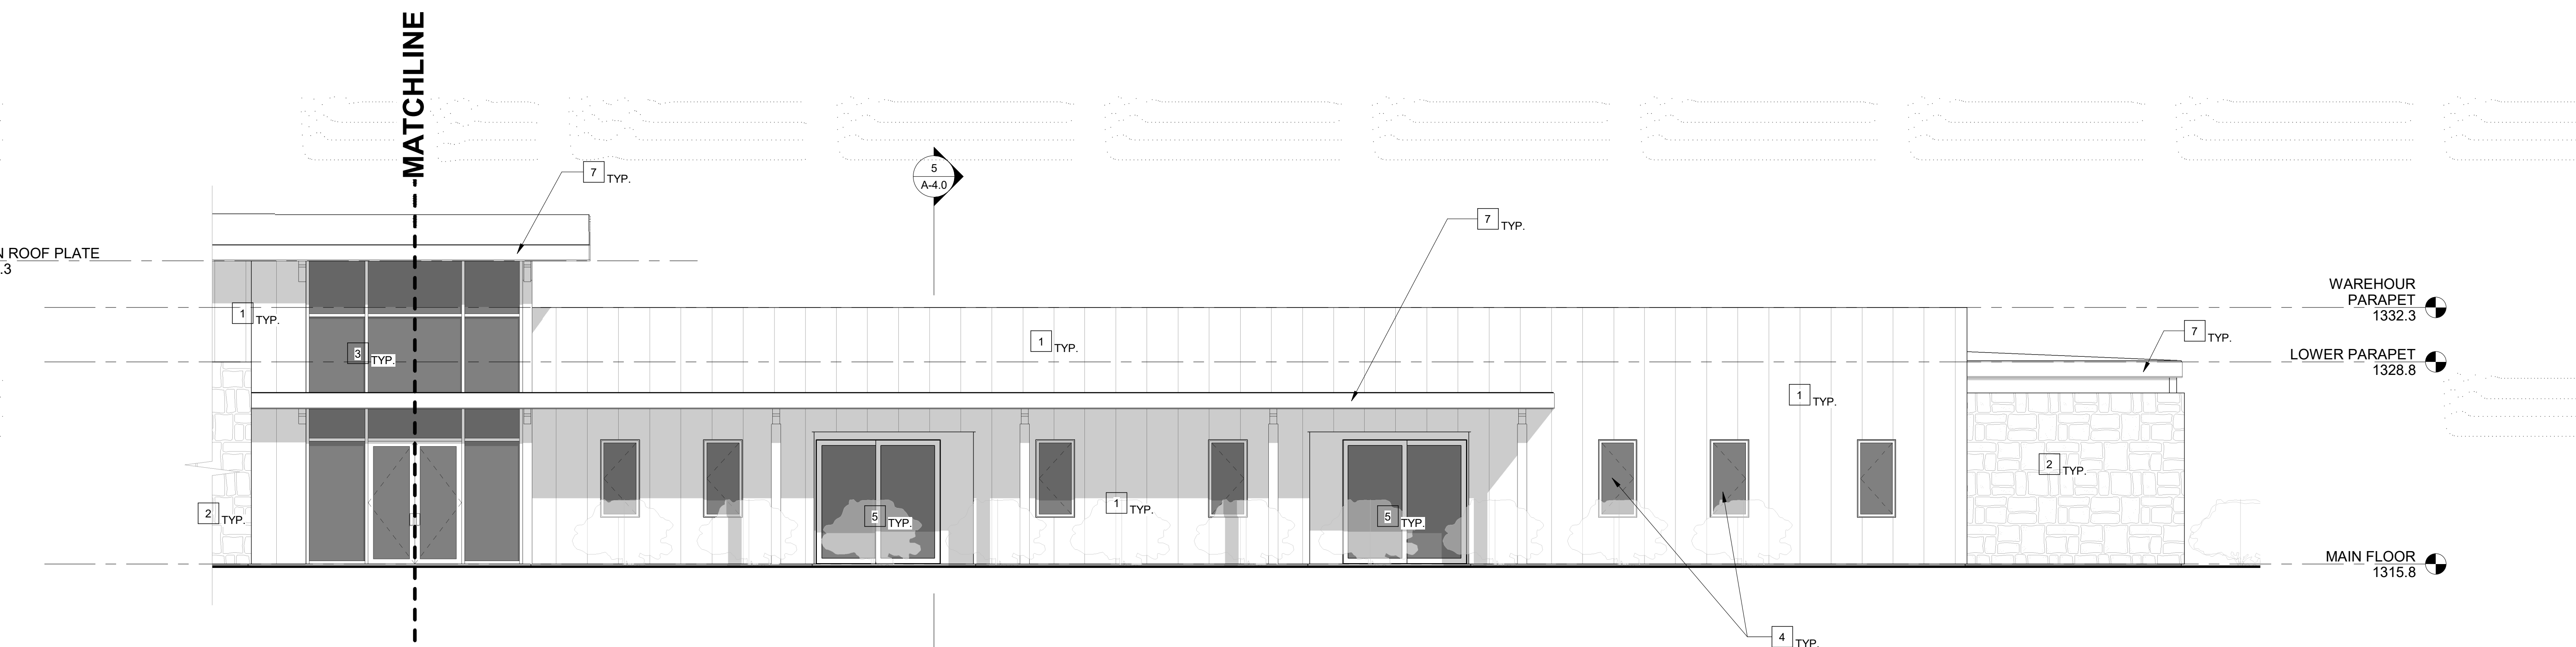 MATCHLINE
7 TYP.
5
A-4.0
7 TYP.
ROOF PLATE
.3
WAREHOUR
PARAPET
1332.3
1 TYP.
7 TYP.
1 TYP.
3 TYP.
LOWER PARAPET
1328.8
1 TYP.
2 TYP.
1 TYP.
2 TYP.
5 TYP.
5 TYP.
MAIN FLOOR
1315.8
4 TYP.